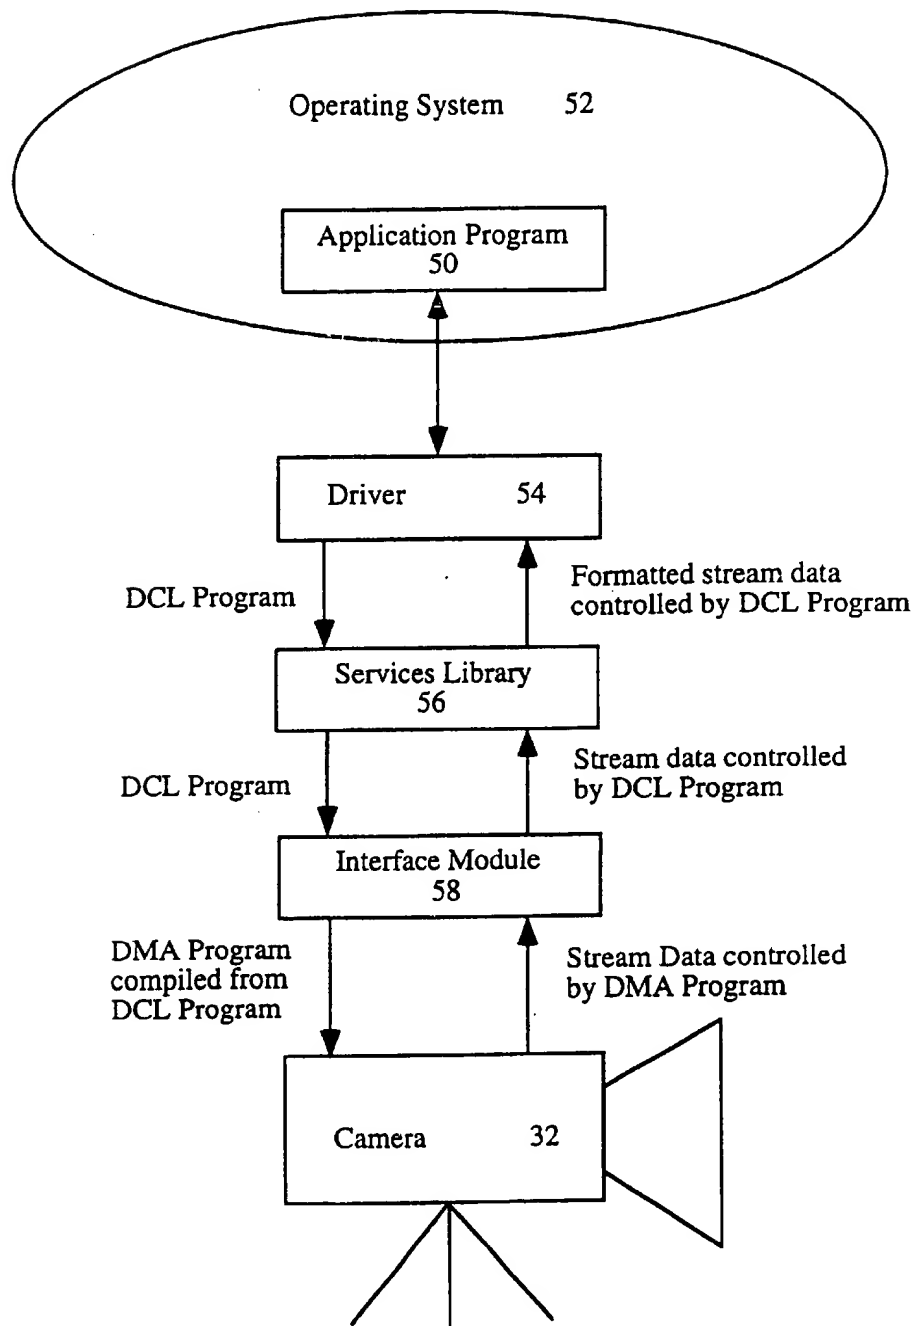 Operating System 52
Application Program
50
Driver 54
DCL Program
Formatted stream data
controlled by DCL Program
Services Library
56
DCL Program
Stream data controlled
by DCL Program
Interface Module
58
DMA Program
compiled from
DCL Program
Stream Data controlled
by DMA Program
Camera 32